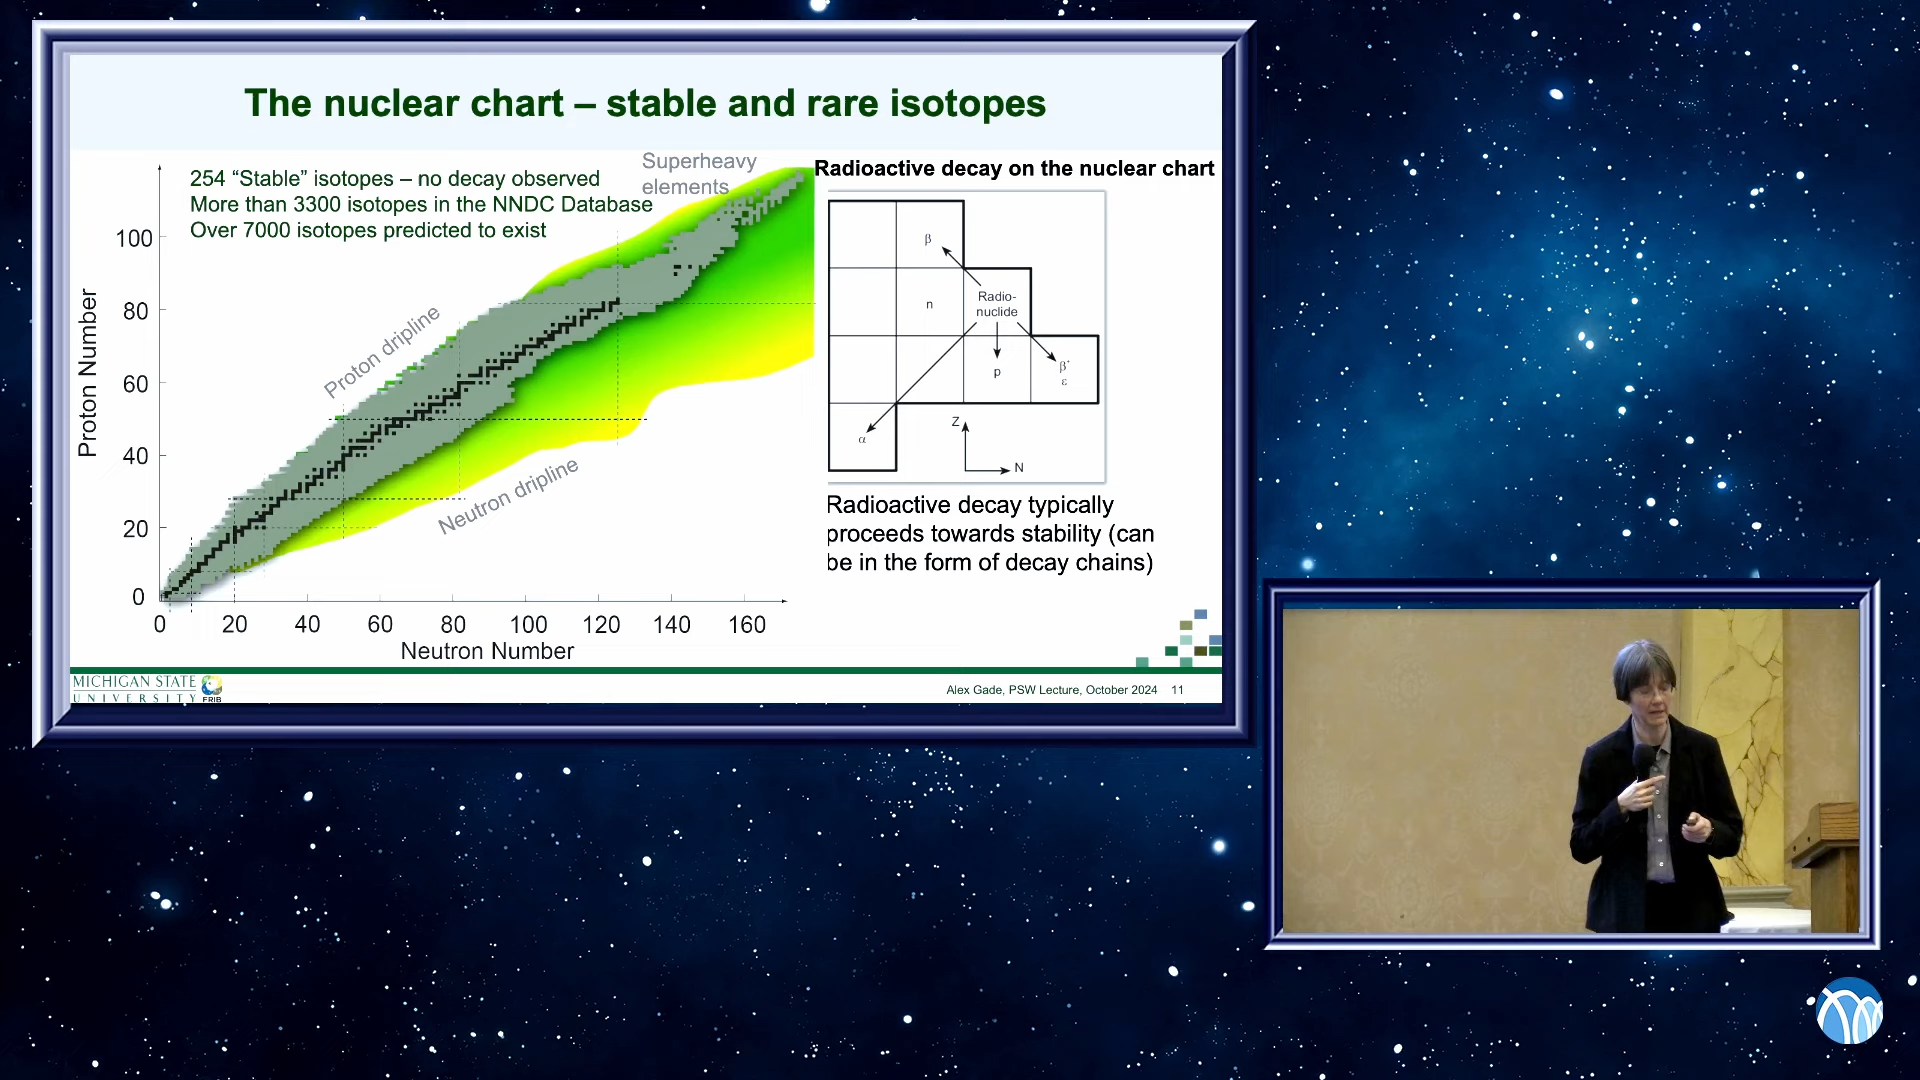 The nuclear chart – stable and rare isotopes
254 “Stable” isotopes – no decay observed
More than 3300 isotopes in the NNDC Database
Over 7000 isotopes predicted to exist
Superheavy
elements
Proton dripline
Neutron dripline
Proton Number
100
80
60
40
20
0
0 20 40 60 80 100 120 140 160
Neutron Number
Radioactive decay on the nuclear chart
β
n
Radio-
nuclide
p
β⁺
ε
α
Z
N
Radioactive decay typically
proceeds towards stability (can
be in the form of decay chains)
MICHIGAN STATE
UNIVERSITY
FRIB
Alex Gade, PSW Lecture, October 2024 11